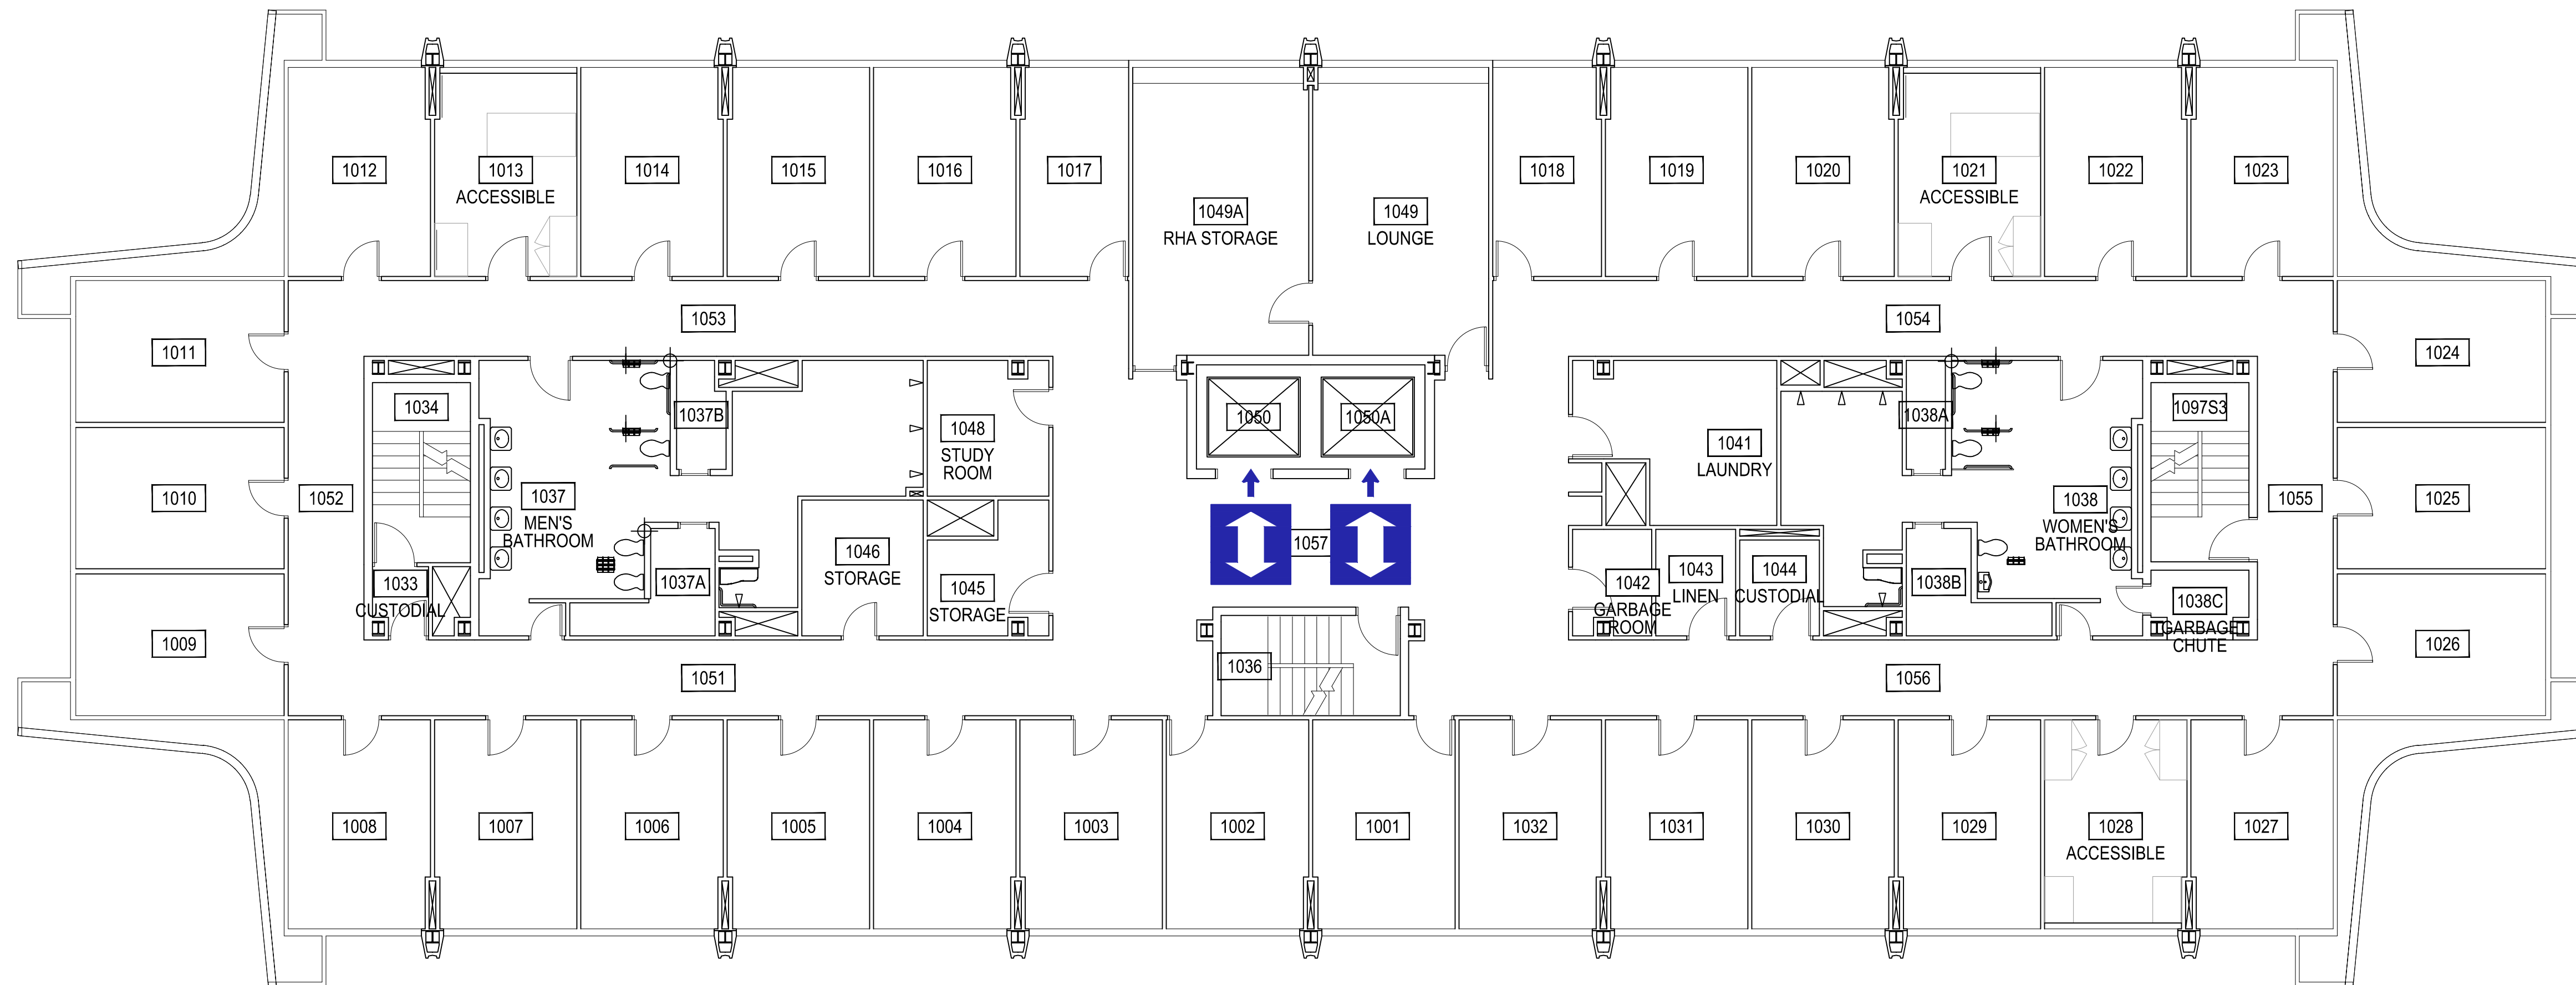 1012
1013
ACCESSIBLE
1014
1015
1016
1017
1049A
RHA STORAGE
1049
LOUNGE
1018
1019
1020
1021
ACCESSIBLE
1022
1023
1053
1054
1011
1024
1034
1037B
1048
STUDY
ROOM
1050
1050A
1041
LAUNDRY
1038A
1097S3
1010
1052
1037
MEN'S
BATHROOM
1038
WOMEN'S
BATHROOM
1055
1025
1046
STORAGE
1057
1033
CUSTODIAL
1037A
1045
STORAGE
1042
GARBAGE
ROOM
1043
LINEN
1044
CUSTODIAL
1038B
1038C
GARBAGE
CHUTE
1009
1026
1051
1036
1056
1008
1007
1006
1005
1004
1003
1002
1001
1032
1031
1030
1029
1028
ACCESSIBLE
1027